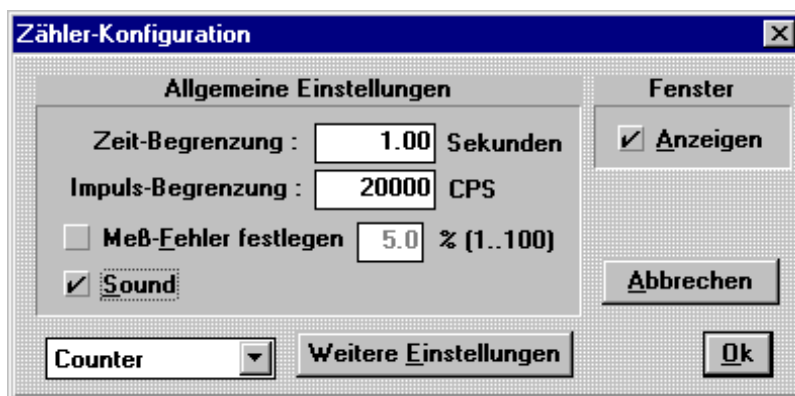 Zähler-Konfiguration
Allgemeine Einstellungen
Zeit-Begrenzung : 1.00 Sekunden
Impuls-Begrenzung : 20000 CPS
Meß-Fehler festlegen 5.0 % (1..100)
Sound
Fenster
Anzeigen
Abbrechen
Counter
Weitere Einstellungen
Ok